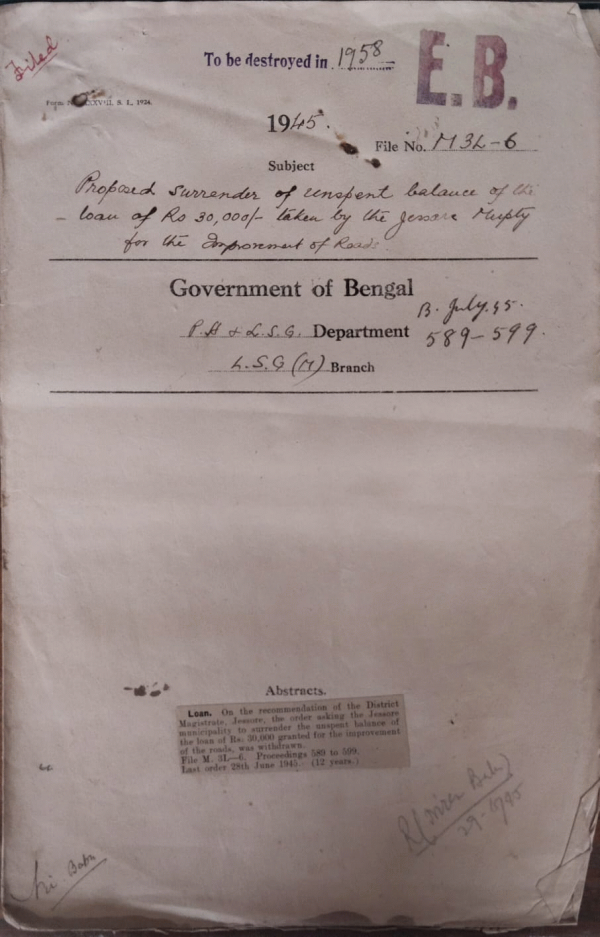 Filed
To be destroyed in 1958
E.B.
S. I., 1924.
1945.
File No. M 3L-6
Subject
Proposed surrender of unspent balance of the
loan of Rs 30,000/- taken by the Jessore Mupty
for the Improvement of Roads.
Government of Bengal
B. July. 45.
P.H & L.S.G. Department
589-599.
L.S.G (M) Branch
Abstracts.
Loan. On the recommendation of the District
Magistrate, Jessore, the order asking the Jessore
municipality to surrender the unspent balance of
the loan of Rs. 30,000 granted for the improvement
of the roads, was withdrawn.
File M. 3L—6. Proceedings 589 to 599.
Last order 28th June 1945. (12 years.)
Babu